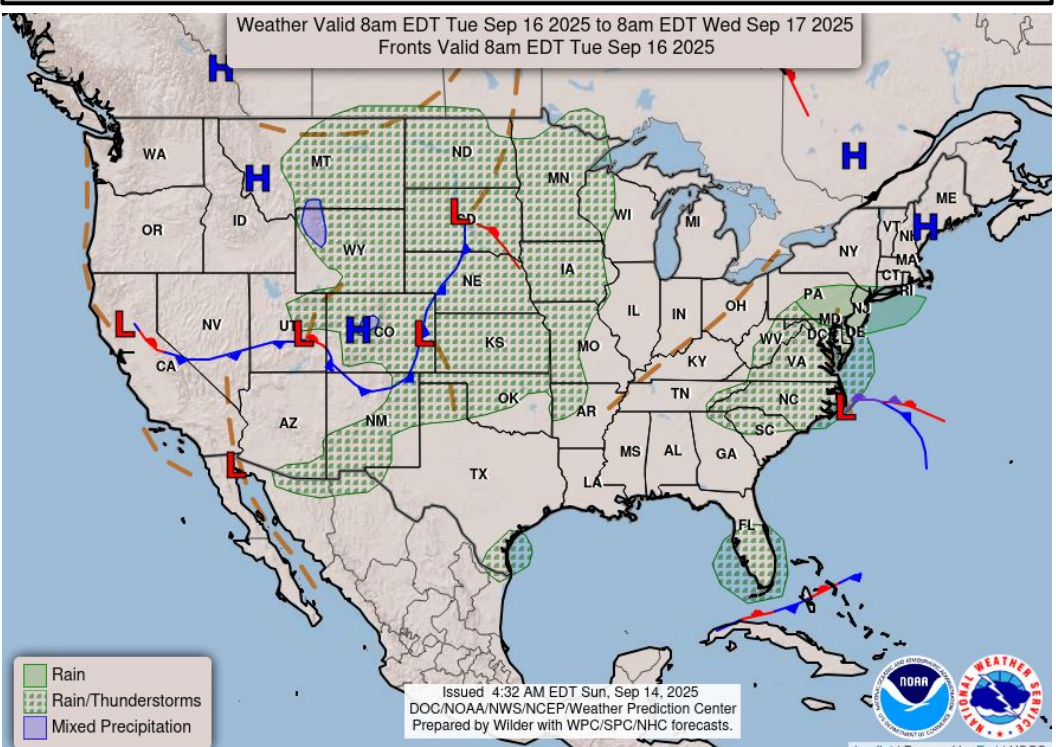 Weather Valid 8am EDT Tue Sep 16 2025 to 8am EDT Wed Sep 17 2025
Fronts Valid 8am EDT Tue Sep 16 2025
H
H
H
H
H
L
L
L
L
L
L
WA
MT
ND
MN
OR
ID
WY
SD
WI
MI
NY
VT
NH
ME
MA
CT
RI
NV
UT
CO
NE
IA
IL
IN
OH
PA
NJ
MD
DE
DC
WV
VA
CA
AZ
NM
KS
MO
KY
OK
AR
TN
NC
SC
TX
LA
MS
AL
GA
FL
Rain
Rain/Thunderstorms
Mixed Precipitation
Issued 4:32 AM EDT Sun, Sep 14, 2025
DOC/NOAA/NWS/NCEP/Weather Prediction Center
Prepared by Wilder with WPC/SPC/NHC forecasts.
NOAA
NATIONAL WEATHER SERVICE